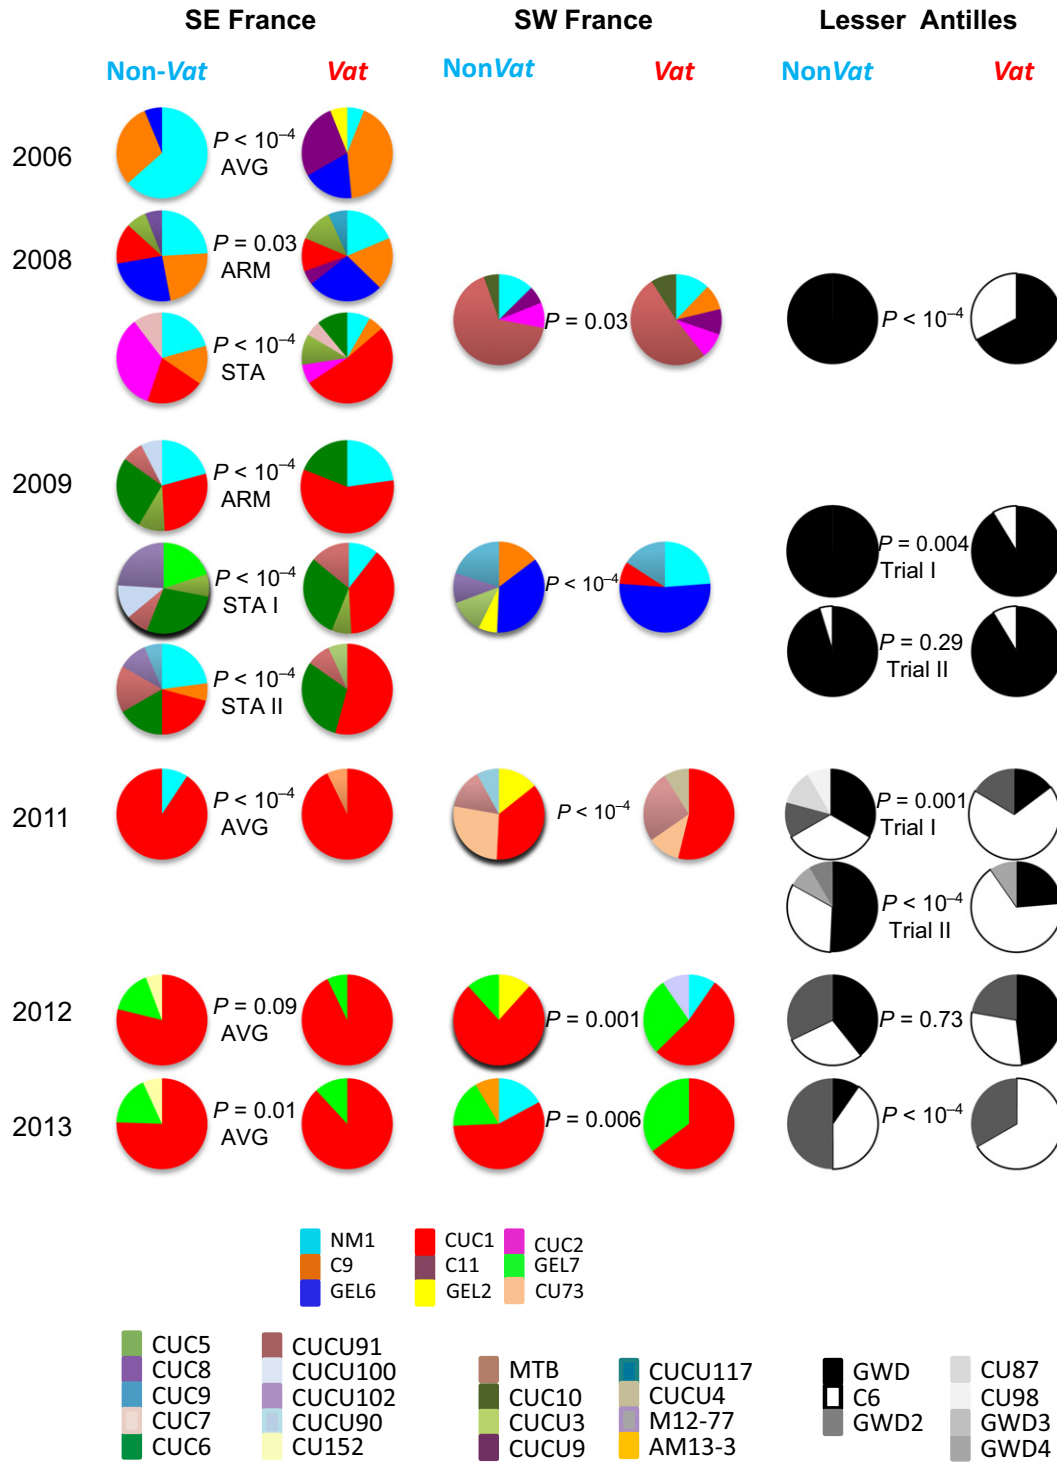 SE France SW France Lesser Antilles
Non-Vat Vat NonVat Vat NonVat Vat
2006 P < 10–4 AVG
2008 P = 0.03 ARM
P = 0.03 P < 10–4
P < 10–4 STA
2009 P < 10–4 ARM
P = 0.004 Trial I
P < 10–4 STA I
P < 10–4
P = 0.29 Trial II
P < 10–4 STA II
2011 P < 10–4 AVG
P < 10–4
P = 0.001 Trial I
P < 10–4 Trial II
2012 P = 0.09 AVG
P = 0.001 P = 0.73
2013 P = 0.01 AVG
P = 0.006 P < 10–4
NM1 CUC1 CUC2
C9 C11 GEL7
GEL6 GEL2 CU73
CUC5 CUCU91
CUC8 CUCU100
CUC9 CUCU102
CUC7 CUCU90
CUC6 CU152
MTB CUCU117
CUC10 CUCU4
CUCU3 M12-77
CUCU9 AM13-3
GWD CU87
C6 CU98
GWD2 GWD3
GWD4